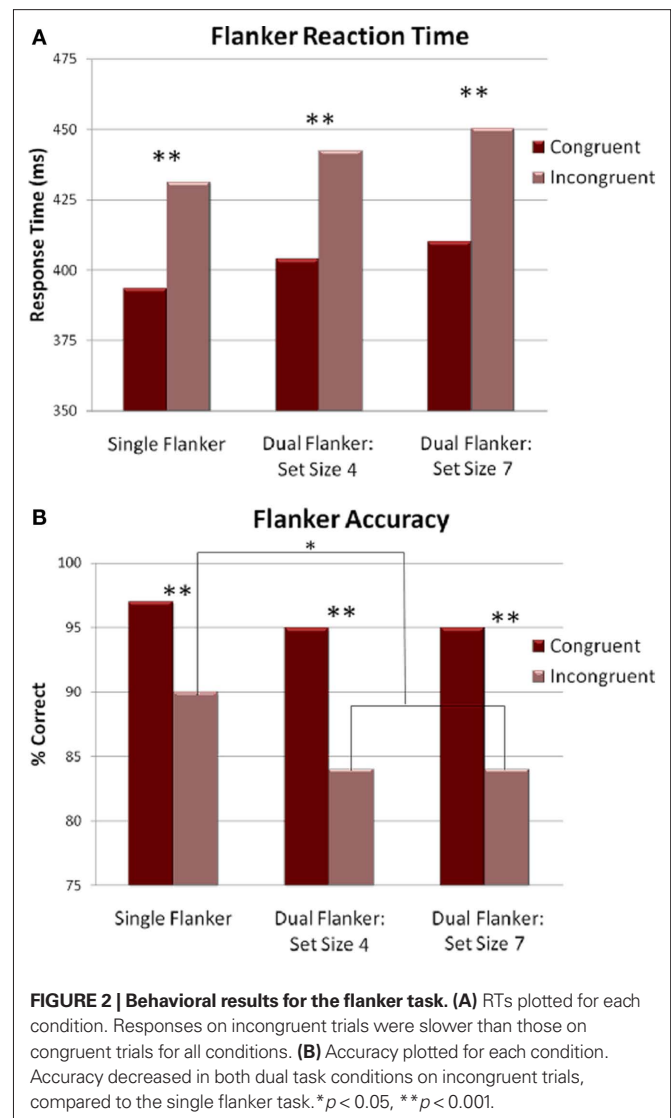 A
Flanker Reaction Time
475
450
425
400
375
350
Response Time (ms)
**
**
**
Congruent
Incongruent
Single Flanker
Dual Flanker:
Set Size 4
Dual Flanker:
Set Size 7
B
Flanker Accuracy
100
95
90
85
80
75
% Correct
*
**
**
**
Congruent
Incongruent
Single Flanker
Dual Flanker:
Set Size 4
Dual Flanker:
Set Size 7
FIGURE 2 | Behavioral results for the flanker task. (A) RTs plotted for each
condition. Responses on incongruent trials were slower than those on
congruent trials for all conditions. (B) Accuracy plotted for each condition.
Accuracy decreased in both dual task conditions on incongruent trials,
compared to the single flanker task.*p < 0.05, **p < 0.001.